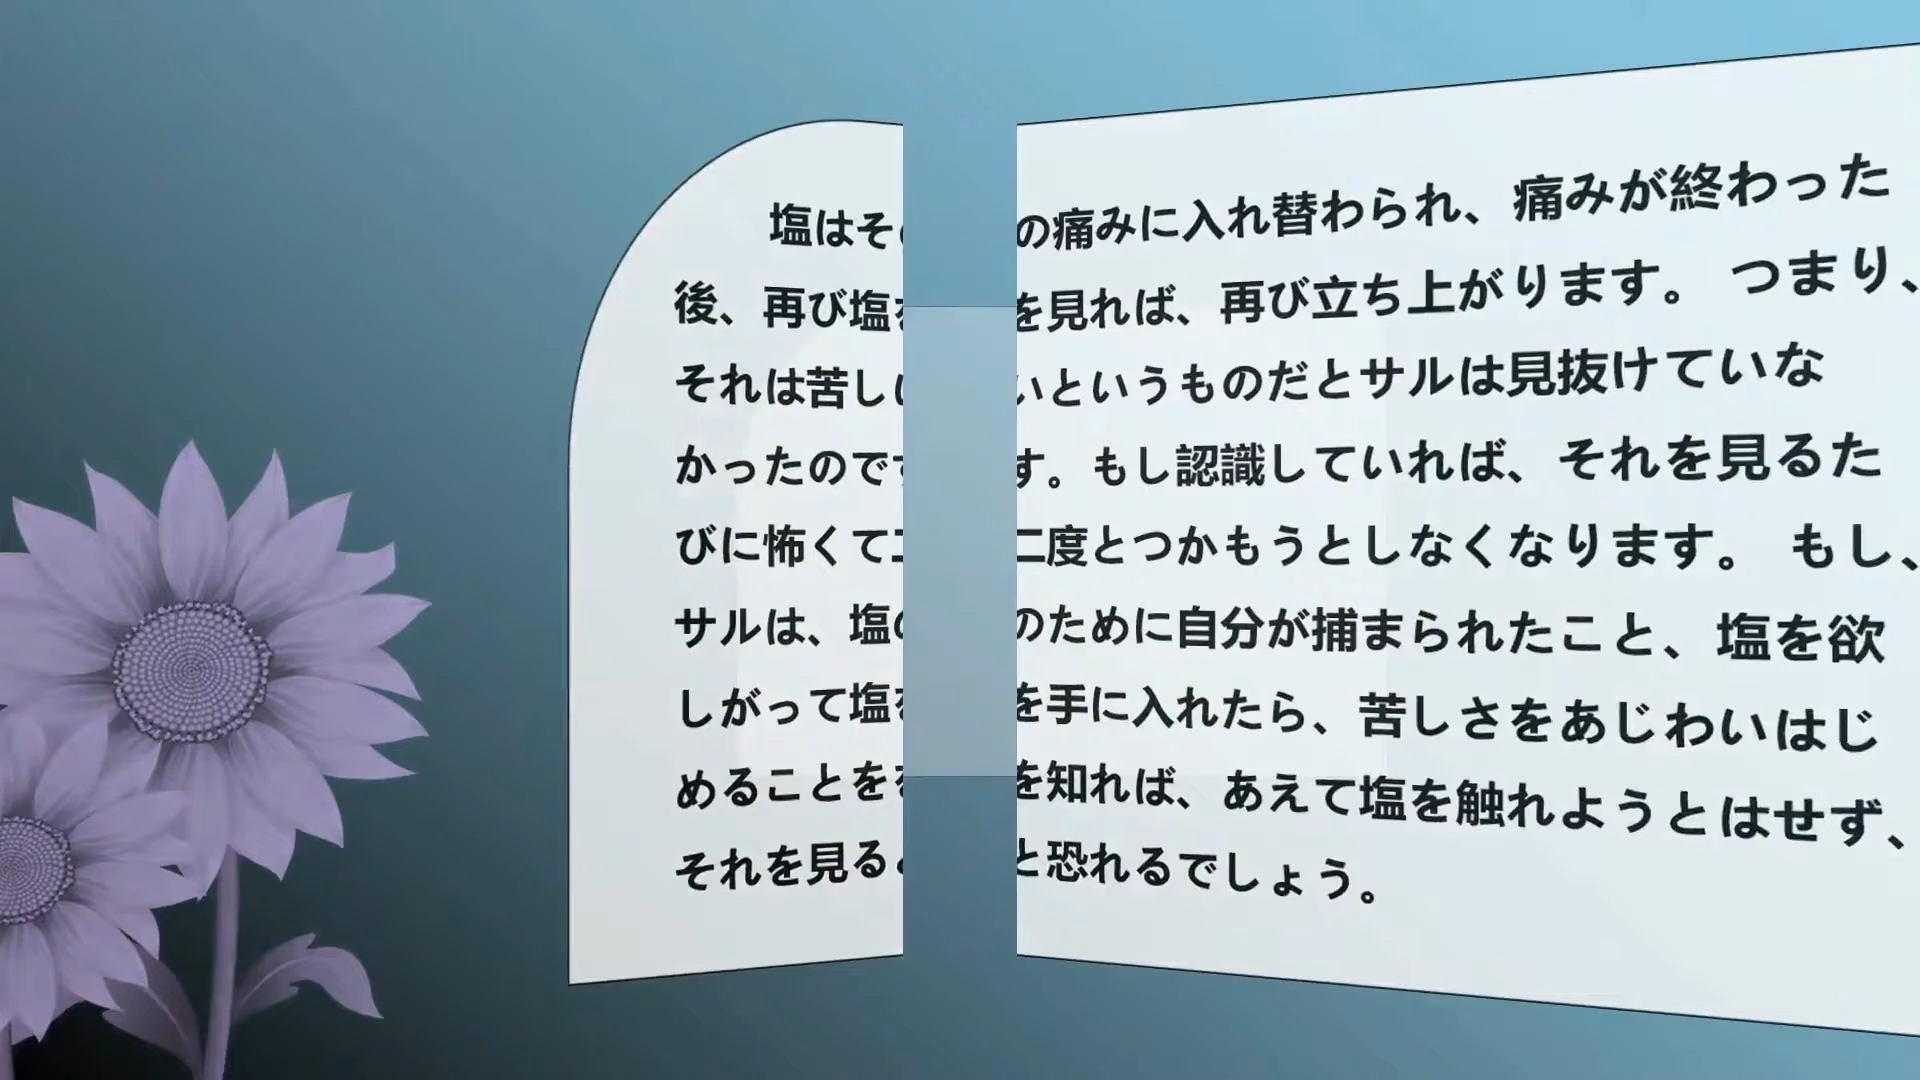 塩はその痛みに入れ替わられ、痛みが終わった
後、再び塩を見れば、再び立ち上がります。 つまり、
それは苦しいというものだとサルは見抜けていな
かったのです。もし認識していれば、それを見るた
びに怖くて二度とつかもうとしなくなります。 もし、
サルは、塩のために自分が捕まられたこと、塩を欲
しがって塩を手に入れたら、苦しさをあじわいはじ
めることをを知れば、あえて塩を触れようとはせず、
それを見ると恐れるでしょう。